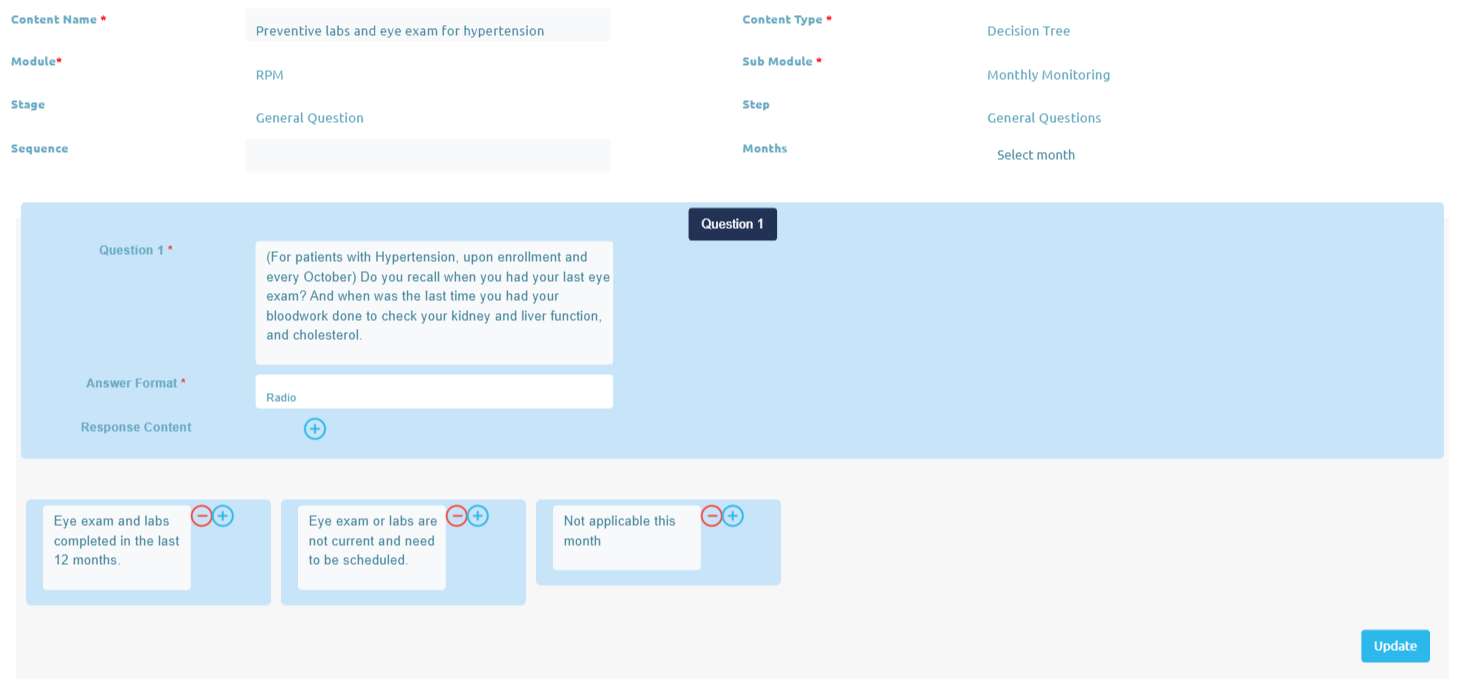 Content Name *
Preventive labs and eye exam for hypertension
Content Type *
Decision Tree
Module*
RPM
Sub Module *
Monthly Monitoring
Stage
General Question
Step
General Questions
Sequence
Months
Select month
Question 1
Question 1 *
(For patients with Hypertension, upon enrollment and
every October) Do you recall when you had your last eye
exam? And when was the last time you had your
bloodwork done to check your kidney and liver function,
and cholesterol.
Answer Format *
Radio
Response Content
Eye exam and labs
completed in the last
12 months.
Eye exam or labs are
not current and need
to be scheduled.
Not applicable this
month
Update